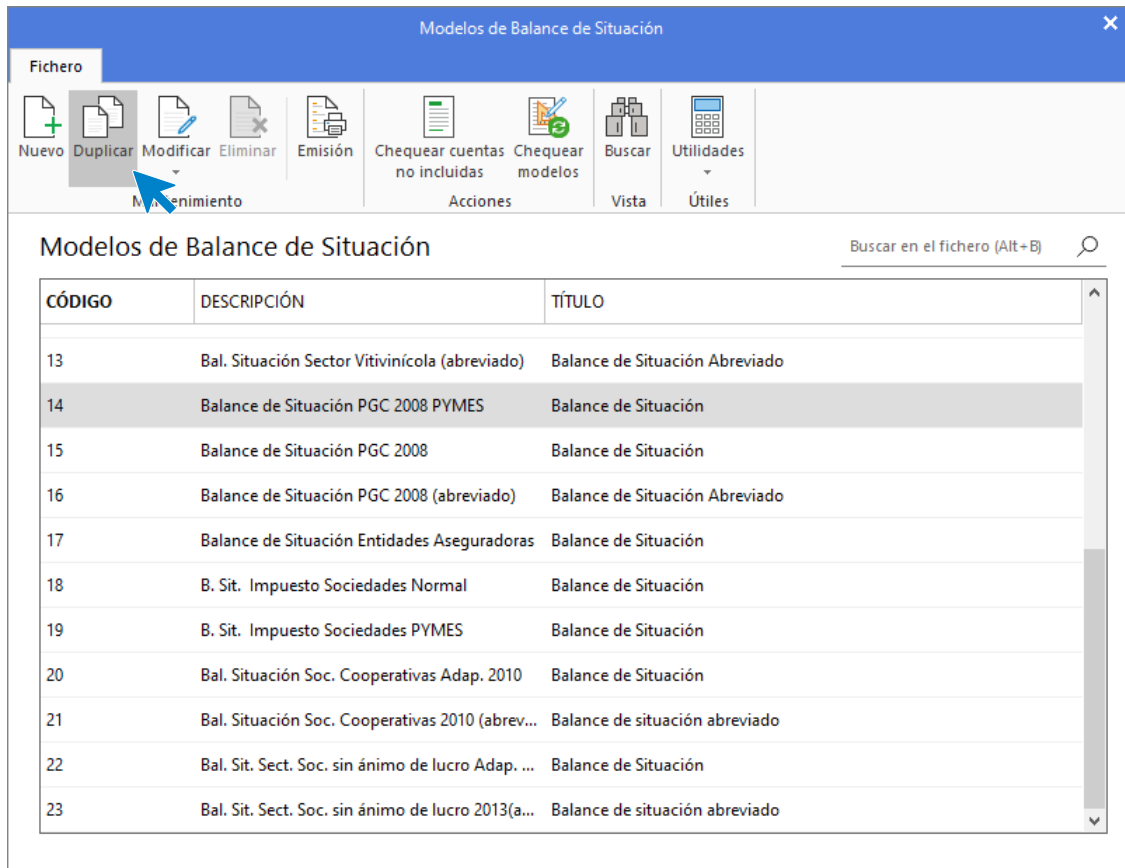 Modelos de Balance de Situación
Fichero
Nuevo Duplicar Modificar Eliminar Emisión Chequear cuentas Chequear Buscar Utilidades
no incluidas modelos
Mantenimiento Acciones Vista Útiles
Modelos de Balance de Situación Buscar en el fichero (Alt+B)
CÓDIGO DESCRIPCIÓN TÍTULO
13 Bal. Situación Sector Vitivinícola (abreviado) Balance de Situación Abreviado
14 Balance de Situación PGC 2008 PYMES Balance de Situación
15 Balance de Situación PGC 2008 Balance de Situación
16 Balance de Situación PGC 2008 (abreviado) Balance de Situación Abreviado
17 Balance de Situación Entidades Aseguradoras Balance de Situación
18 B. Sit. Impuesto Sociedades Normal Balance de Situación
19 B. Sit. Impuesto Sociedades PYMES Balance de Situación
20 Bal. Situación Soc. Cooperativas Adap. 2010 Balance de Situación
21 Bal. Situación Soc. Cooperativas 2010 (abrev... Balance de situación abreviado
22 Bal. Sit. Sect. Soc. sin ánimo de lucro Adap. ... Balance de Situación
23 Bal. Sit. Sect. Soc. sin ánimo de lucro 2013(a... Balance de situación abreviado